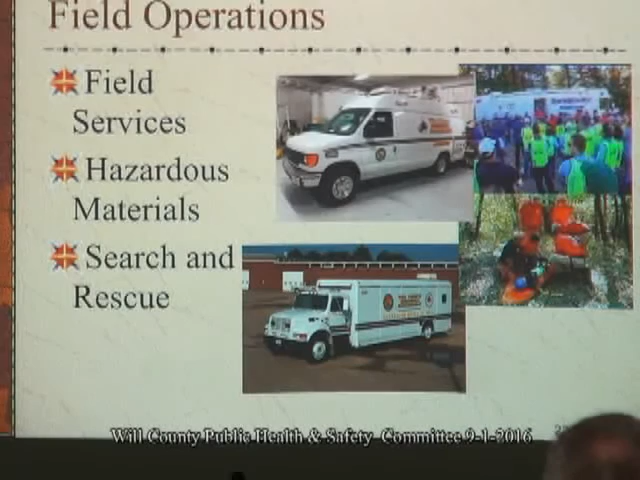 Field Operations
Field
Services
Hazardous
Materials
Search and
Rescue
Will County Public Health & Safety Committee 9-1-2016